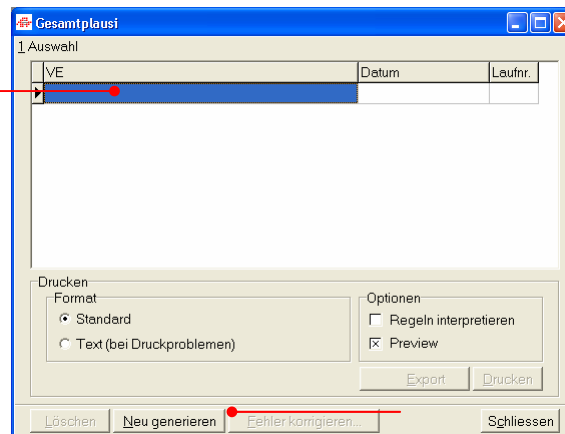 Gesamtplausi
1 Auswahl
VE Datum Laufnr.
Drucken
Format Optionen
Standard Regeln interpretieren
Text (bei Druckproblemen) Preview
Export Drucken
Löschen Neu generieren Fehler korrigieren... Schliessen